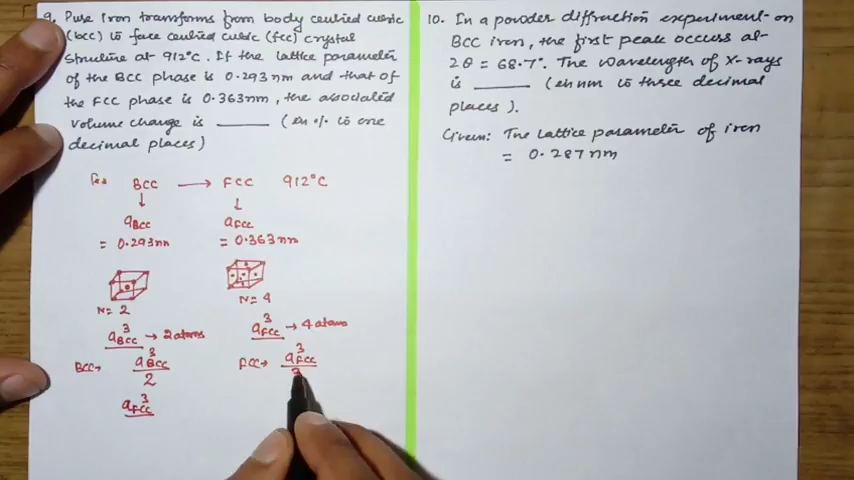 9. Pure Iron transforms from body centred cubic
(bcc) to face centred cubic (fcc) crystal
structure at 912°C. If the lattice parameter
of the BCC phase is 0.293 nm and that of
the FCC phase is 0.363nm, the associated
volume change is ______ (in % to one
decimal places)
BCC → FCC 912°C
↓ ↓
a_BCC a_FCC
= 0.293nm = 0.363 nm
N= 2 N= 4
a³_BCC → 2 atoms a³_FCC → 4 atoms
BCC→ a³_BCC FCC→ a³_FCC
2
a³_FCC
10. In a powder diffraction experiment on
BCC iron, the first peak occurs at
2θ = 68.7°. The wavelength of X-rays
is ______ (in nm to three decimal
places).
Given: The lattice parameter of iron
= 0.287 nm